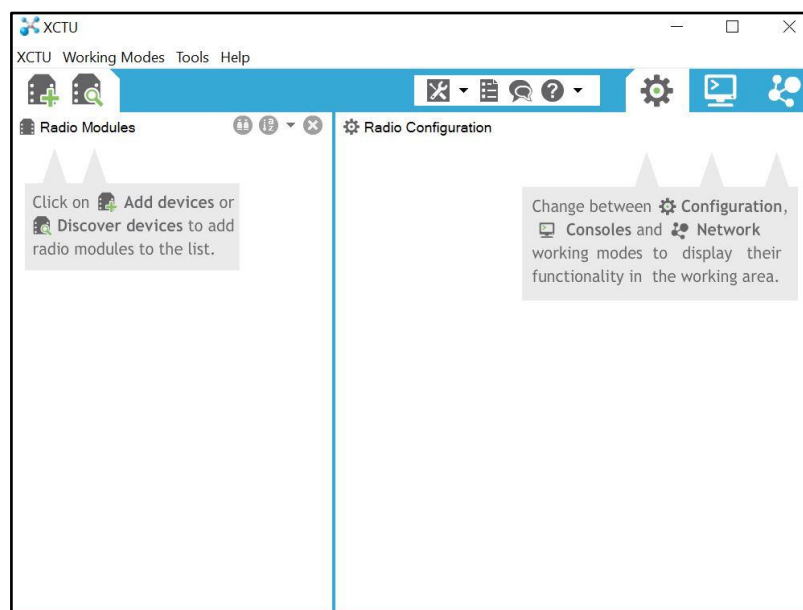 XCTU
XCTU Working Modes Tools Help
Radio Modules
Radio Configuration
Click on Add devices or
Discover devices to add
radio modules to the list.
Change between Configuration,
Consoles and Network
working modes to display their
functionality in the working area.